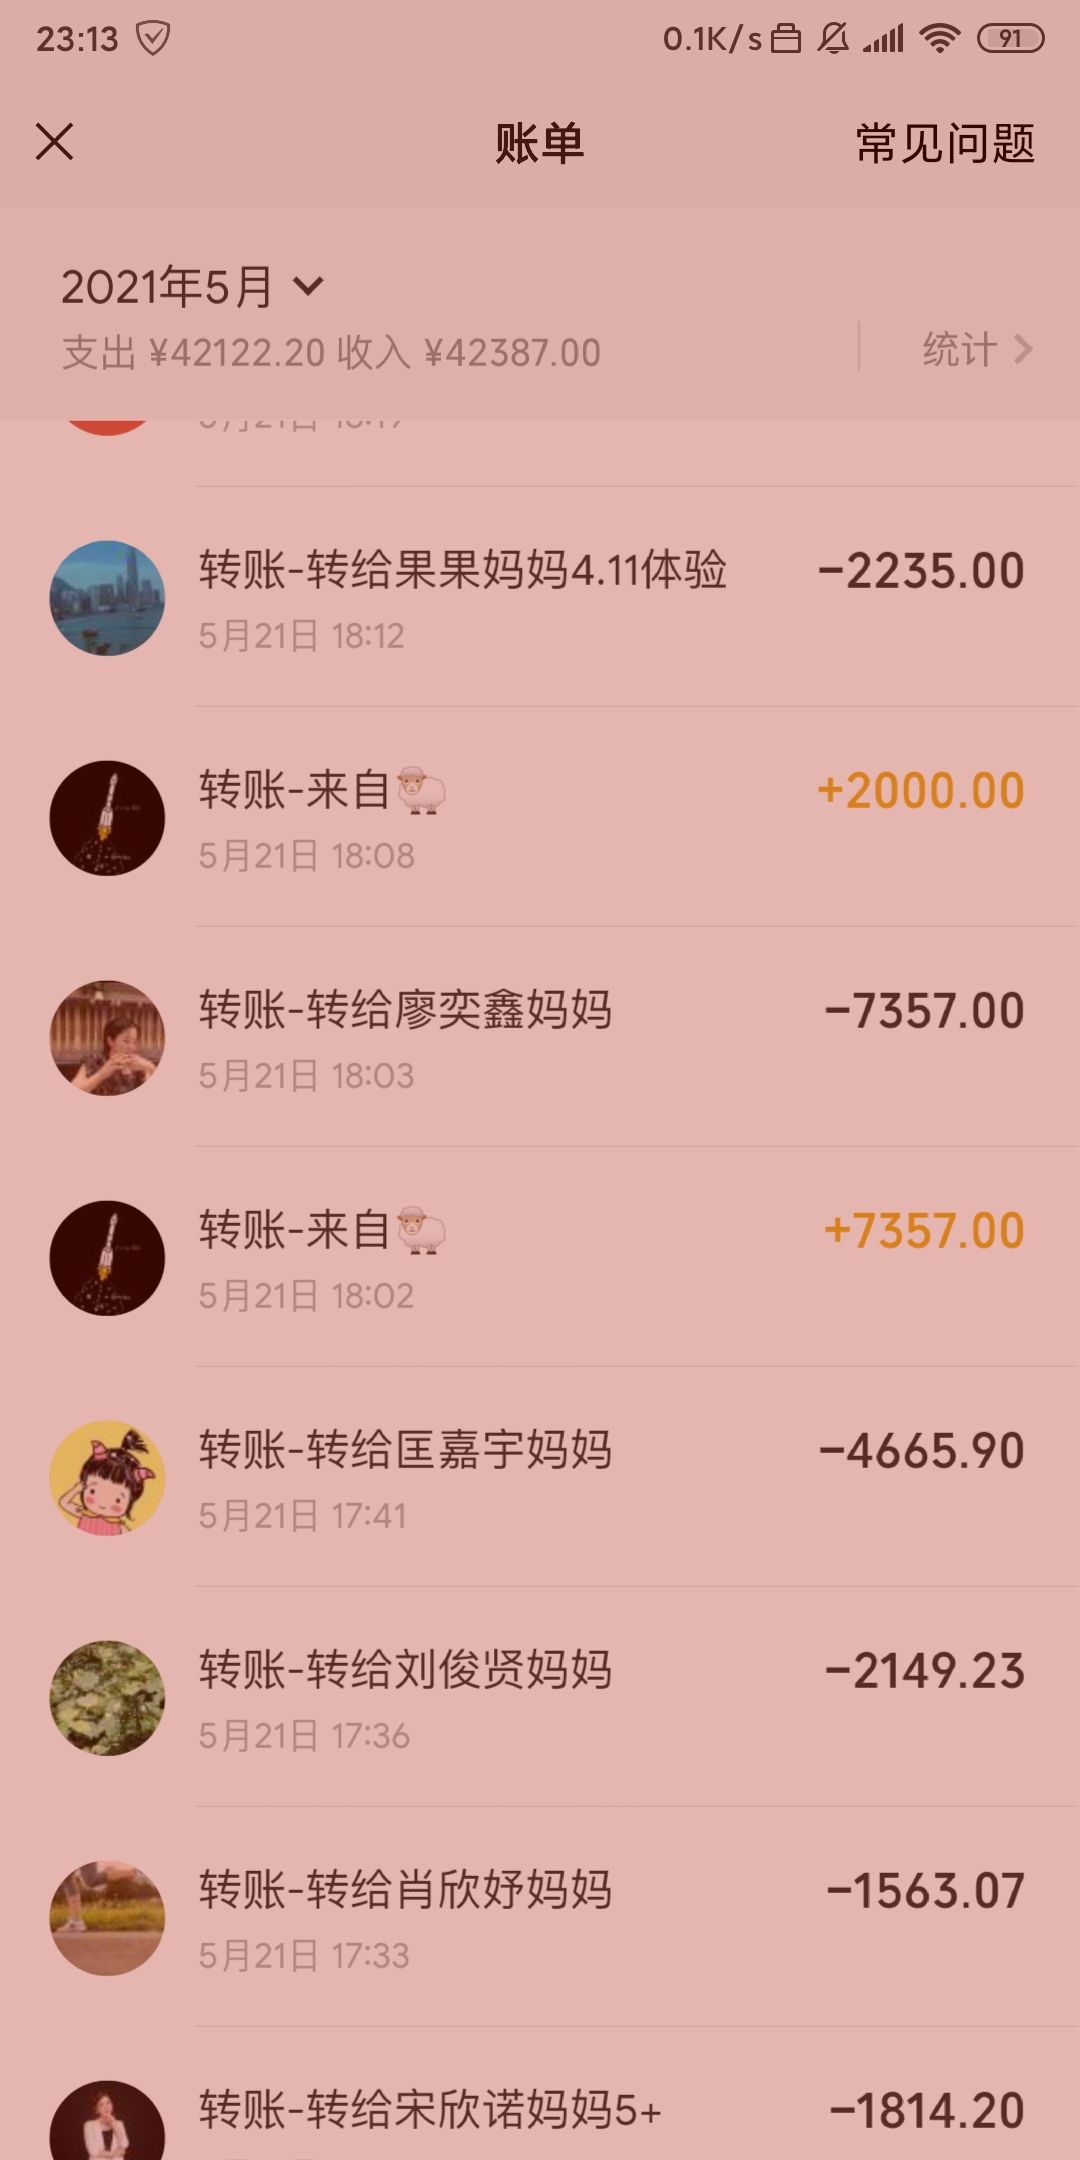 23:13 0.1K/s 91
账单 常见问题
2021年5月
支出 ¥42122.20 收入 ¥42387.00 统计
转账-转给果果妈妈4.11体验 -2235.00
5月21日 18:12
转账-来自🐑 +2000.00
5月21日 18:08
转账-转给廖奕鑫妈妈 -7357.00
5月21日 18:03
转账-来自🐑 +7357.00
5月21日 18:02
转账-转给匡嘉宇妈妈 -4665.90
5月21日 17:41
转账-转给刘俊贤妈妈 -2149.23
5月21日 17:36
转账-转给肖欣妤妈妈 -1563.07
5月21日 17:33
转账-转给宋欣诺妈妈5+ -1814.20